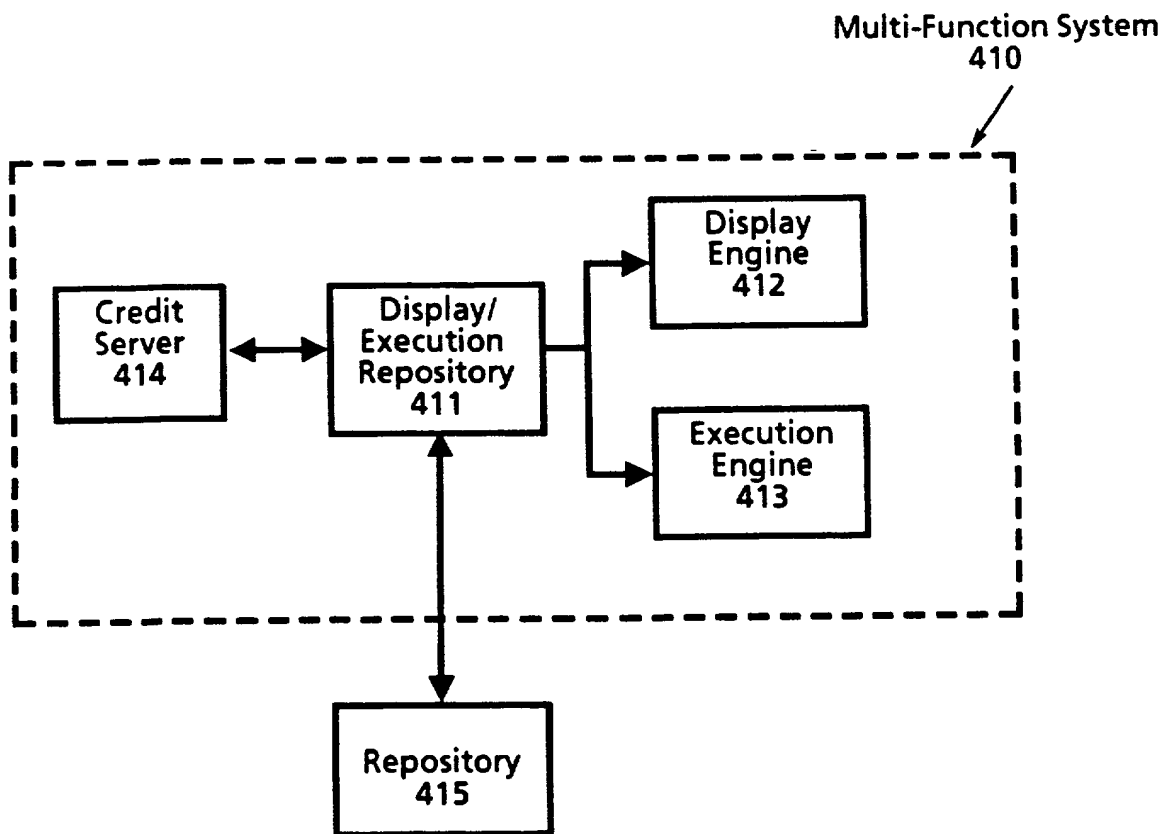 Multi-Function System
410
Display
Engine
412
Credit
Server
414
Display/
Execution
Repository
411
Execution
Engine
413
Repository
415